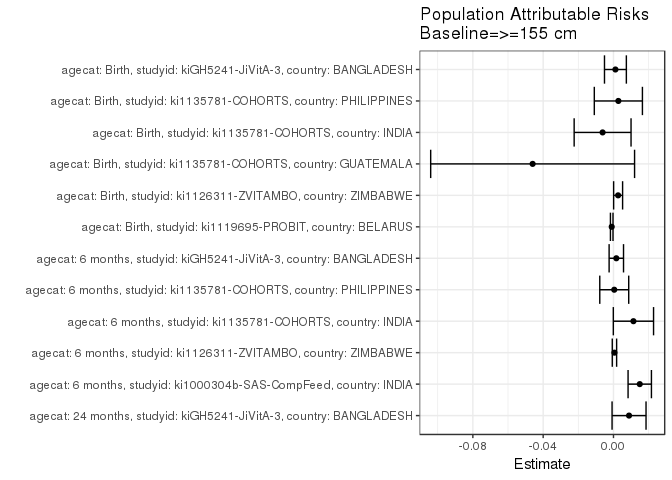 Population Attributable Risks
Baseline=>=155 cm
agecat: Birth, studyid: kiGH5241-JiVitA-3, country: BANGLADESH
agecat: Birth, studyid: ki1135781-COHORTS, country: PHILIPPINES
agecat: Birth, studyid: ki1135781-COHORTS, country: INDIA
agecat: Birth, studyid: ki1135781-COHORTS, country: GUATEMALA
agecat: Birth, studyid: ki1126311-ZVITAMBO, country: ZIMBABWE
agecat: Birth, studyid: ki1119695-PROBIT, country: BELARUS
agecat: 6 months, studyid: kiGH5241-JiVitA-3, country: BANGLADESH
agecat: 6 months, studyid: ki1135781-COHORTS, country: PHILIPPINES
agecat: 6 months, studyid: ki1135781-COHORTS, country: INDIA
agecat: 6 months, studyid: ki1126311-ZVITAMBO, country: ZIMBABWE
agecat: 6 months, studyid: ki1000304b-SAS-CompFeed, country: INDIA
agecat: 24 months, studyid: kiGH5241-JiVitA-3, country: BANGLADESH
-0.08 -0.04 0.00
Estimate